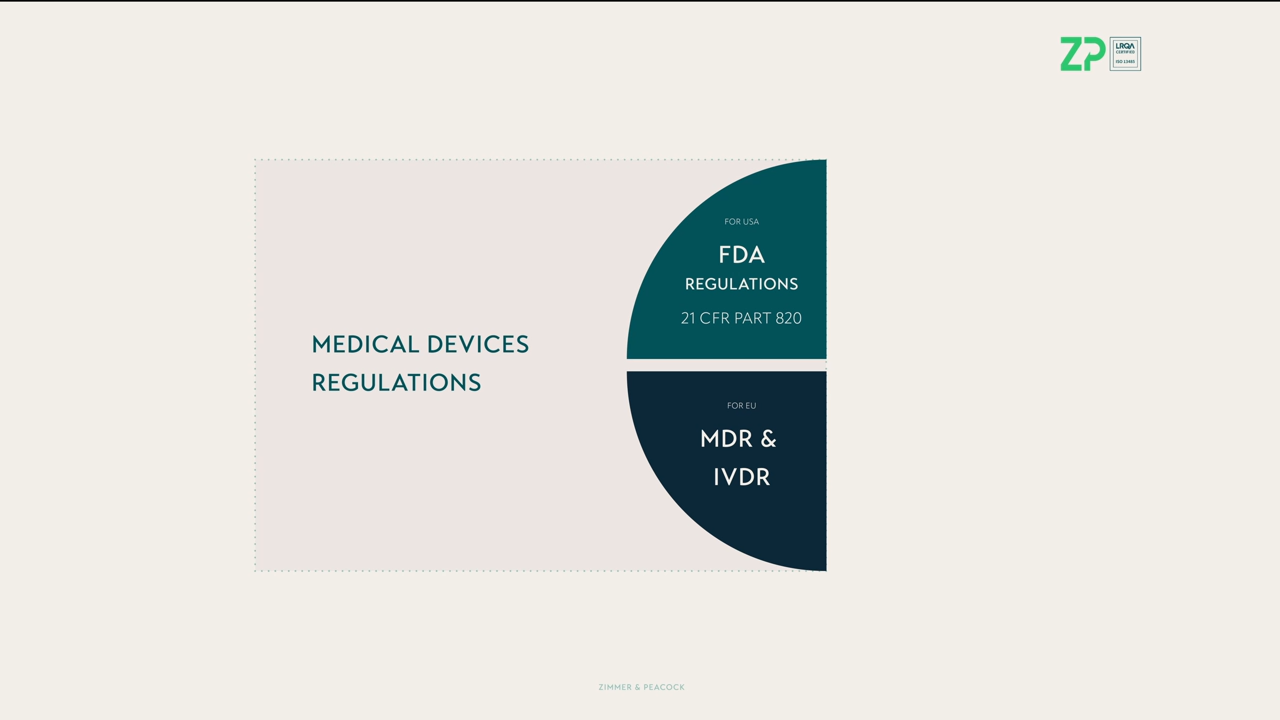 ZP
LRQA
CERTIFIED
ISO 13485
FOR USA
FDA
REGULATIONS
21 CFR PART 820
MEDICAL DEVICES
REGULATIONS
FOR EU
MDR &
IVDR
ZIMMER & PEACOCK